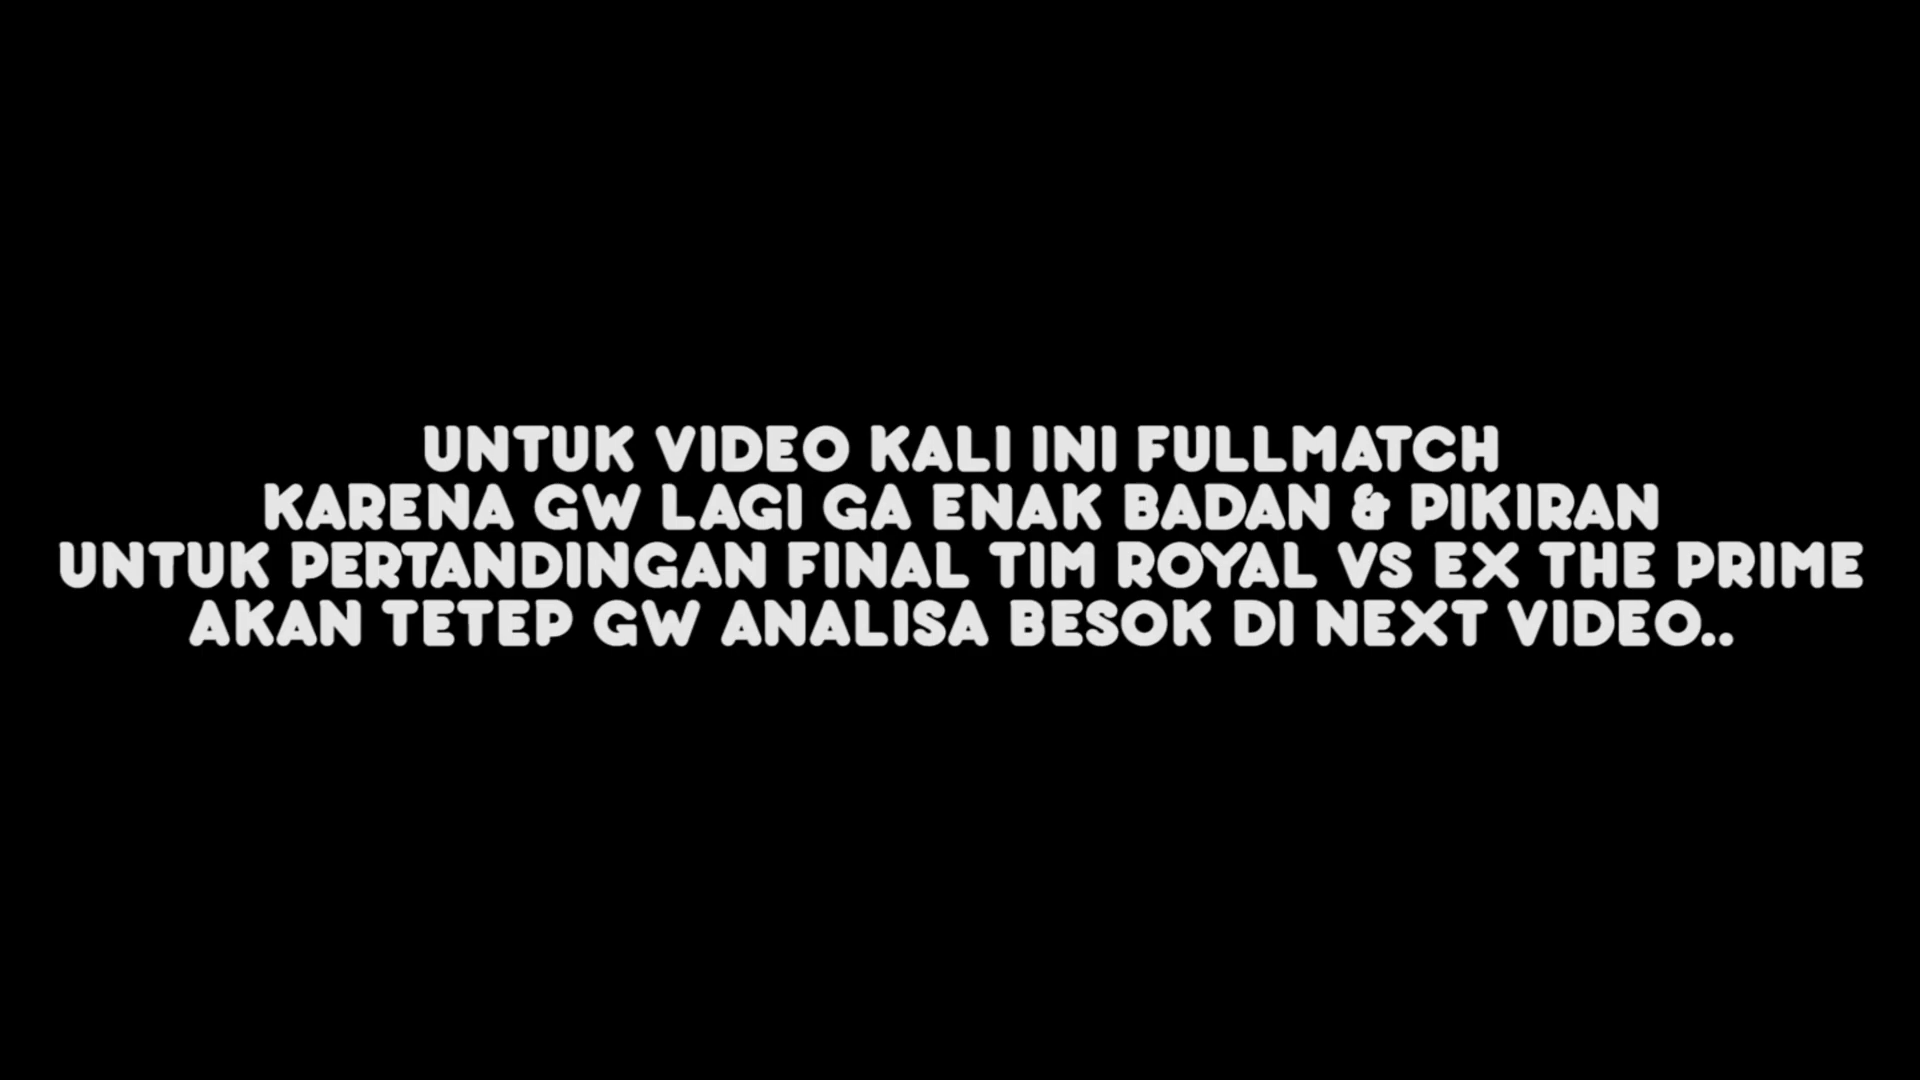 UNTUK VIDEO KALI INI FULLMATCH
KARENA GW LAGI GA ENAK BADAN & PIKIRAN
UNTUK PERTANDINGAN FINAL TIM ROYAL VS EX THE PRIME
AKAN TETEP GW ANALISA BESOK DI NEXT VIDEO..